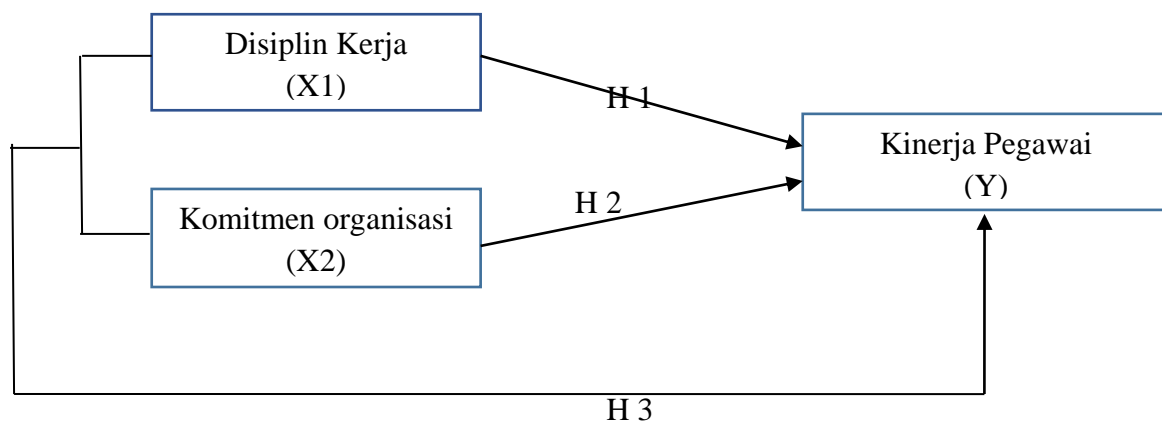 Disiplin Kerja
(X1)
H 1
Kinerja Pegawai
(Y)
Komitmen organisasi
(X2)
H 2
H 3